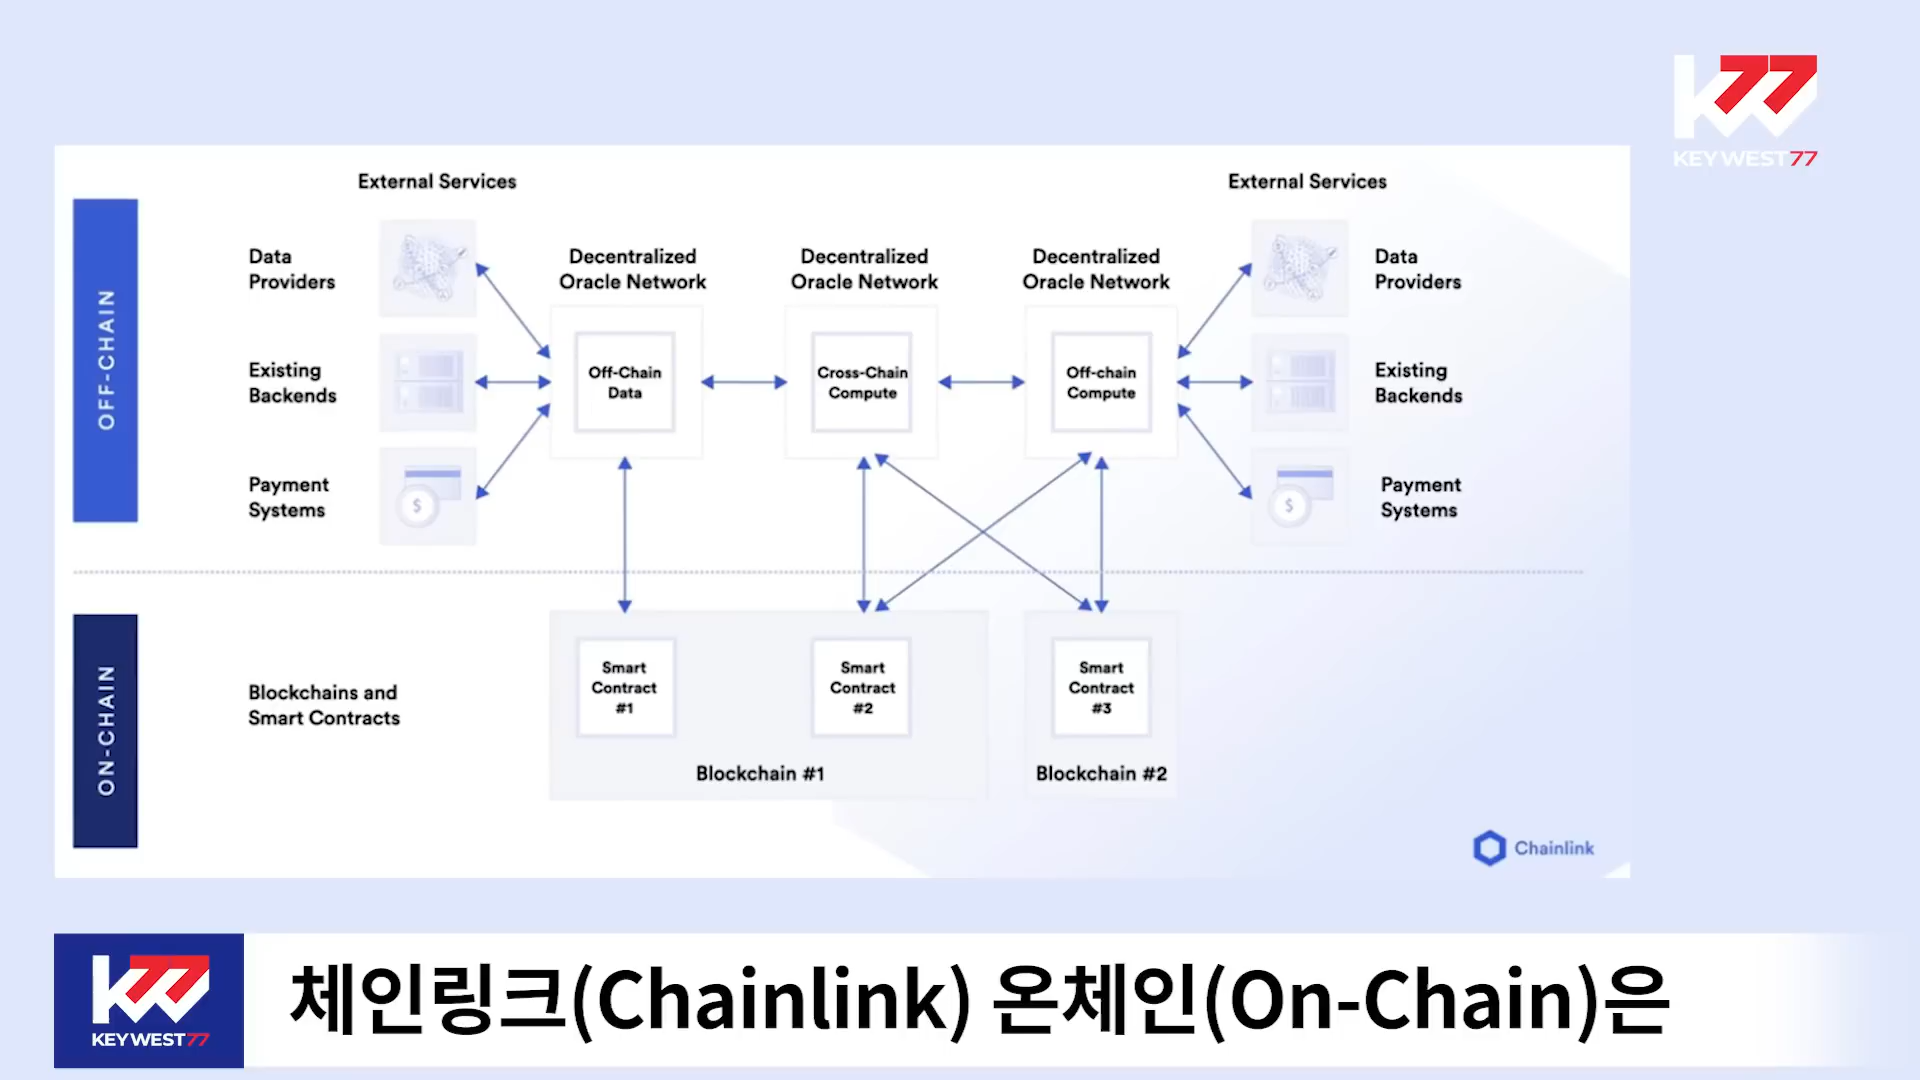 K77
KEYWEST77
External Services
External Services
OFF-CHAIN
Data
Providers
Existing
Backends
Payment
Systems
$
Decentralized
Oracle Network
Off-Chain
Data
Decentralized
Oracle Network
Cross-Chain
Compute
Decentralized
Oracle Network
Off-chain
Compute
$
Data
Providers
Existing
Backends
Payment
Systems
ON-CHAIN
Blockchains and
Smart Contracts
Smart
Contract
#1
Smart
Contract
#2
Blockchain #1
Smart
Contract
#3
Blockchain #2
Chainlink
K77
KEYWEST77
체인링크(Chainlink) 온체인(On-Chain)은